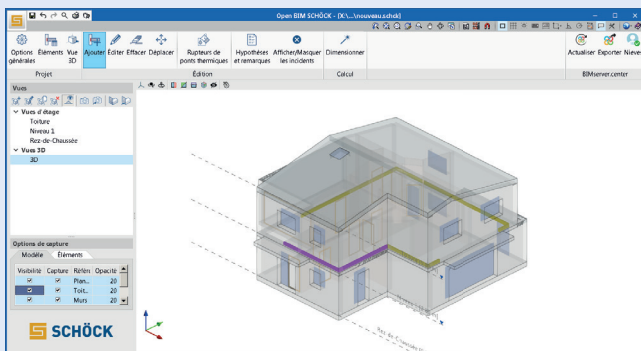 Open BIM SCHÖCK - [X:\...\nouveau.schck]
Options générales
Éléments
Vue 3D
Ajouter
Éditer
Effacer
Déplacer
Rupteurs de ponts thermiques
Hypothèses et remarques
Afficher/Masquer les incidents
Dimensionner
Actualiser
Exporter
Nieves
Projet
Édition
Calcul
BIMserver.center
Vues
Vues d'étage
Toiture
Niveau 1
Rez-de-Chaussée
Vues 3D
3D
Options de capture
Modèle
Éléments
Visibilité Capture Référ Opacité
Plan... 20
Toit... 20
Murs 20
SCHÖCK